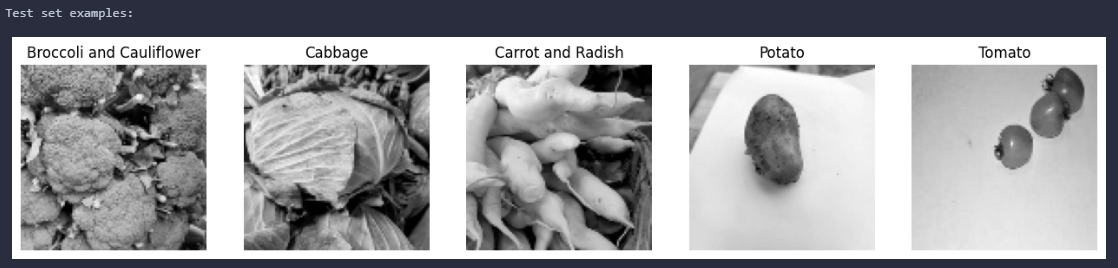 Test set examples:
Broccoli and Cauliflower
Cabbage
Carrot and Radish
Potato
Tomato